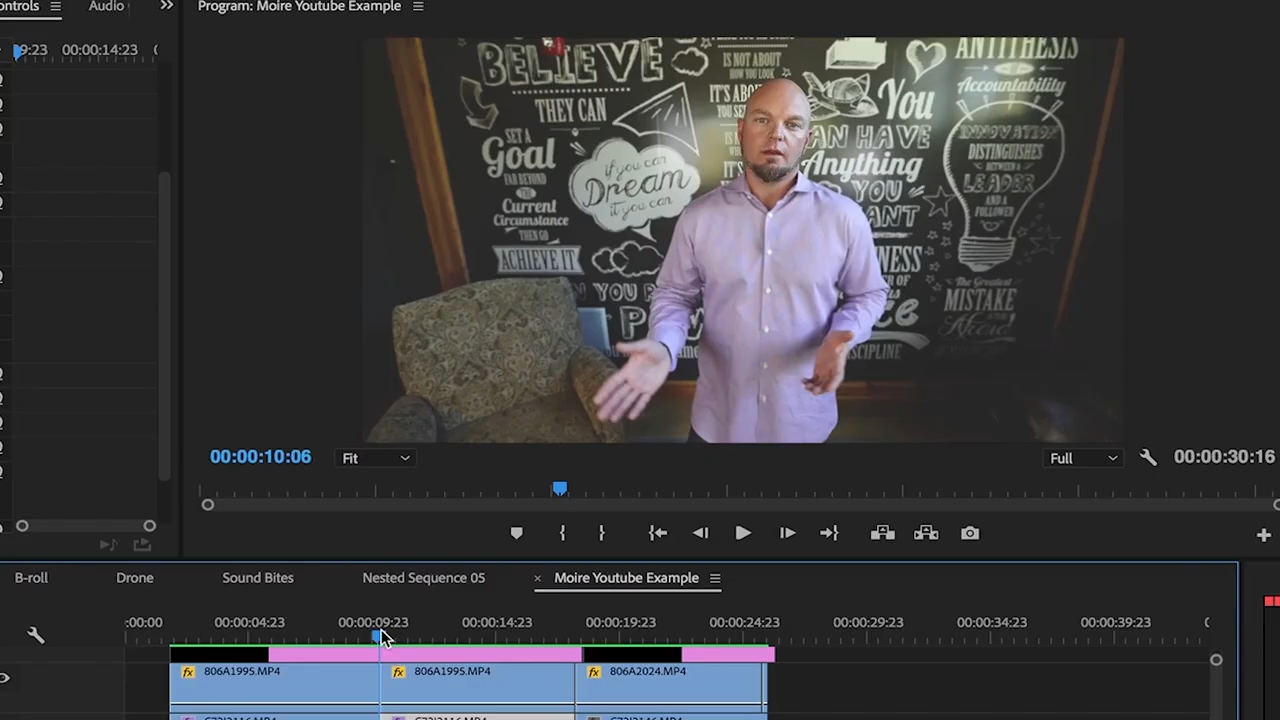 ontrols
Audio
Program: Moire Youtube Example
9:23
00:00:14:23
BELIEVE
THEY CAN
SET A
Goal
FAR BEYOND
THE
Current
Circumstance
THEN GO
ACHIEVE IT
if you can
Dream
it you can
IS NOT ABOUT
HOW YOU LOOK
IT'S
You
CAN HAVE
Anything
YOU
WANT
ANTITHESIS
Accountability
INNOVATION
DISTINGUISHES
BETWEEN A
LEADER
AND A
FOLLOWER
The Greatest
MISTAKE
DISCIPLINE
00:00:10:06
Fit
Full
00:00:30:16
B-roll
Drone
Sound Bites
Nested Sequence 05
Moire Youtube Example
:00:00
00:00:04:23
00:00:09:23
00:00:14:23
00:00:19:23
00:00:24:23
00:00:29:23
00:00:34:23
00:00:39:23
fx 806A1995.MP4
fx 806A1995.MP4
fx 806A2024.MP4